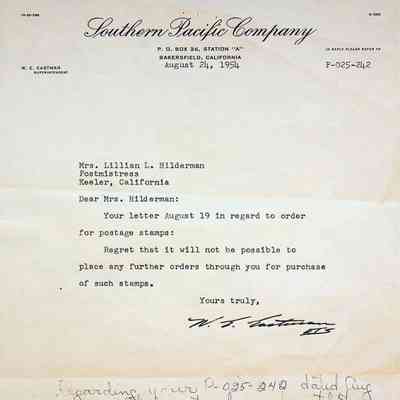 Southern Pacific Company
P. O. BOX 36, STATION "A"
BAKERSFIELD, CALIFORNIA
IN REPLY PLEASE REFER TO
August 24, 1954
F-025-242
W. E. EASTMAN
SUPERINTENDENT
Mrs. Lillian L. Hilderman
Postmistress
Keeler, California
Dear Mrs. Hilderman:
Your letter August 19 in regard to order
for postage stamps:
Regret that it will not be possible to
place any further orders through you for purchase
of such stamps.
Yours truly,
Regarding your 025-242 dated Aug